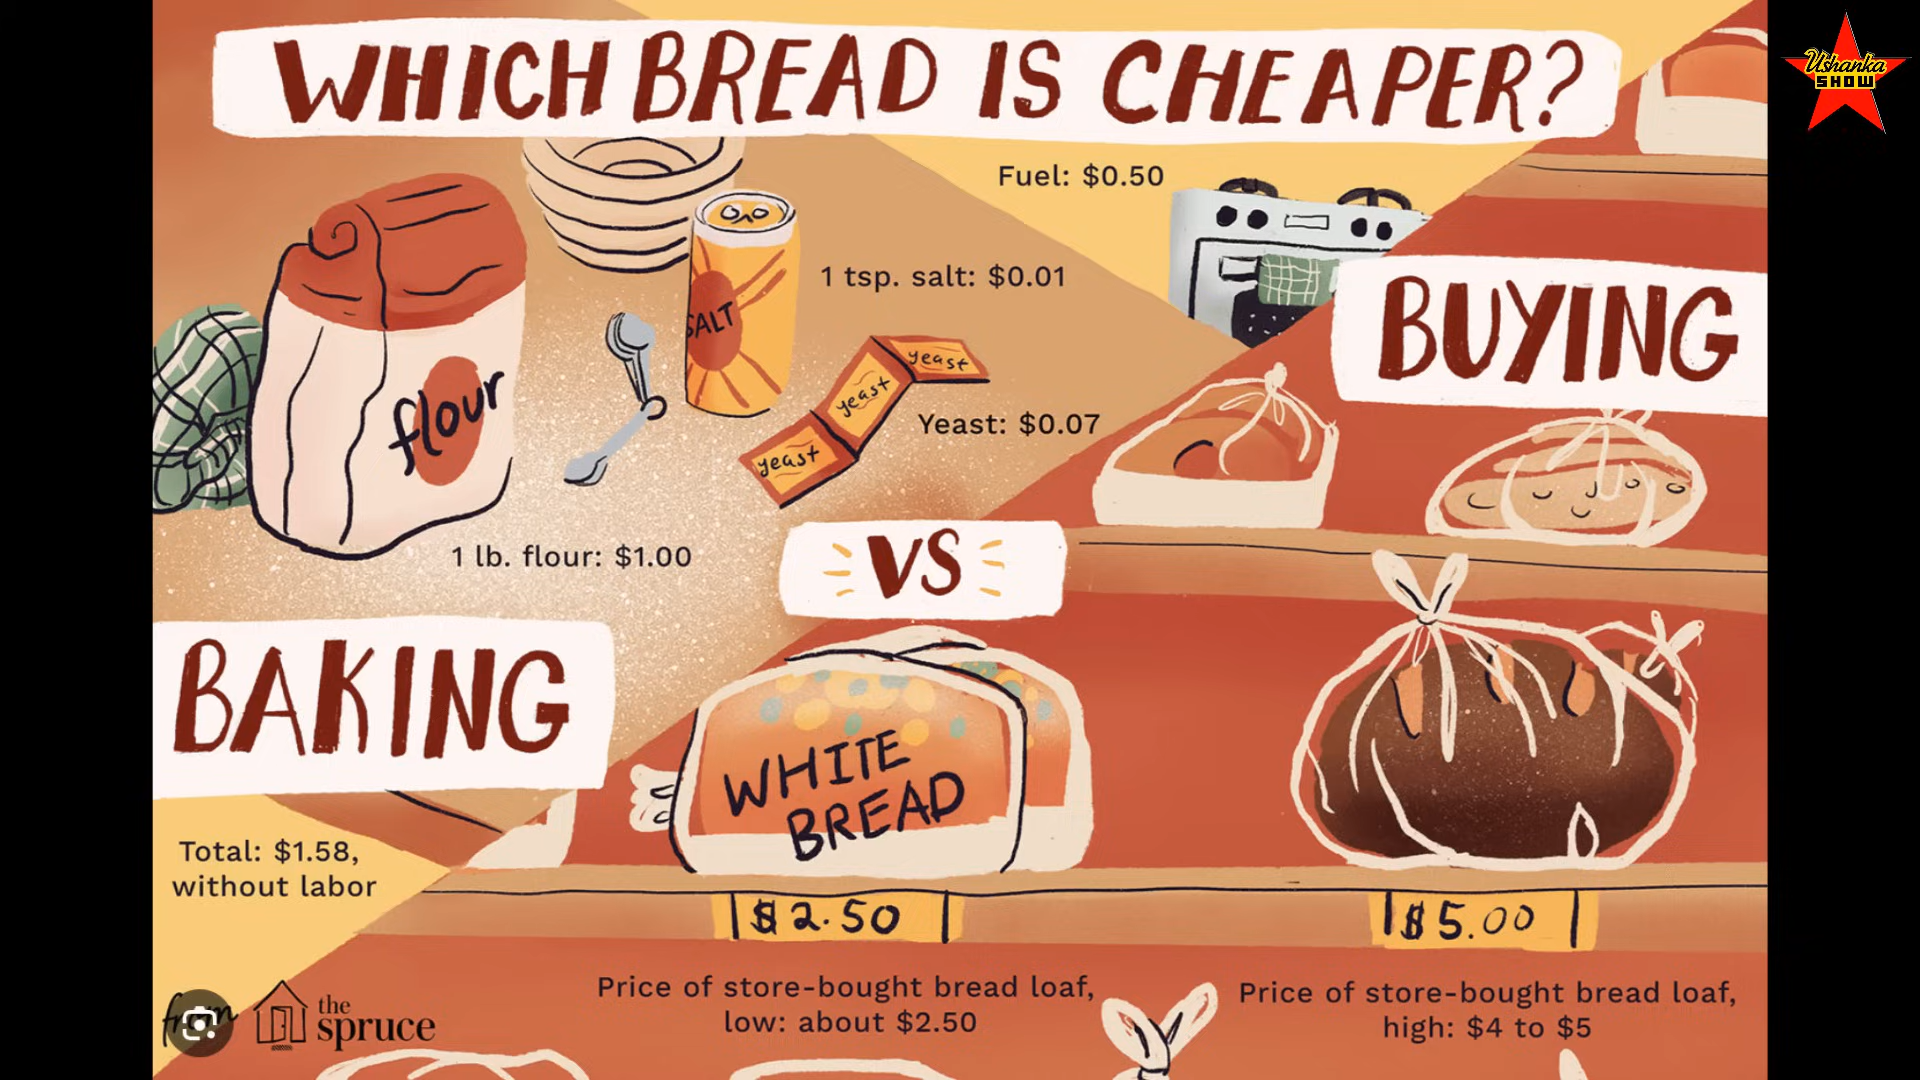 WHICH BREAD IS CHEAPER?
Ushanka
SHOW
Fuel: $0.50
1 tsp. salt: $0.01
SALT
BUYING
yeast
yeast
yeast
Yeast: $0.07
flour
1 lb. flour: $1.00
VS
BAKING
WHITE
BREAD
Total: $1.58,
without labor
$2.50
$5.00
Price of store-bought bread loaf,
low: about $2.50
Price of store-bought bread loaf,
high: $4 to $5
from
the
spruce